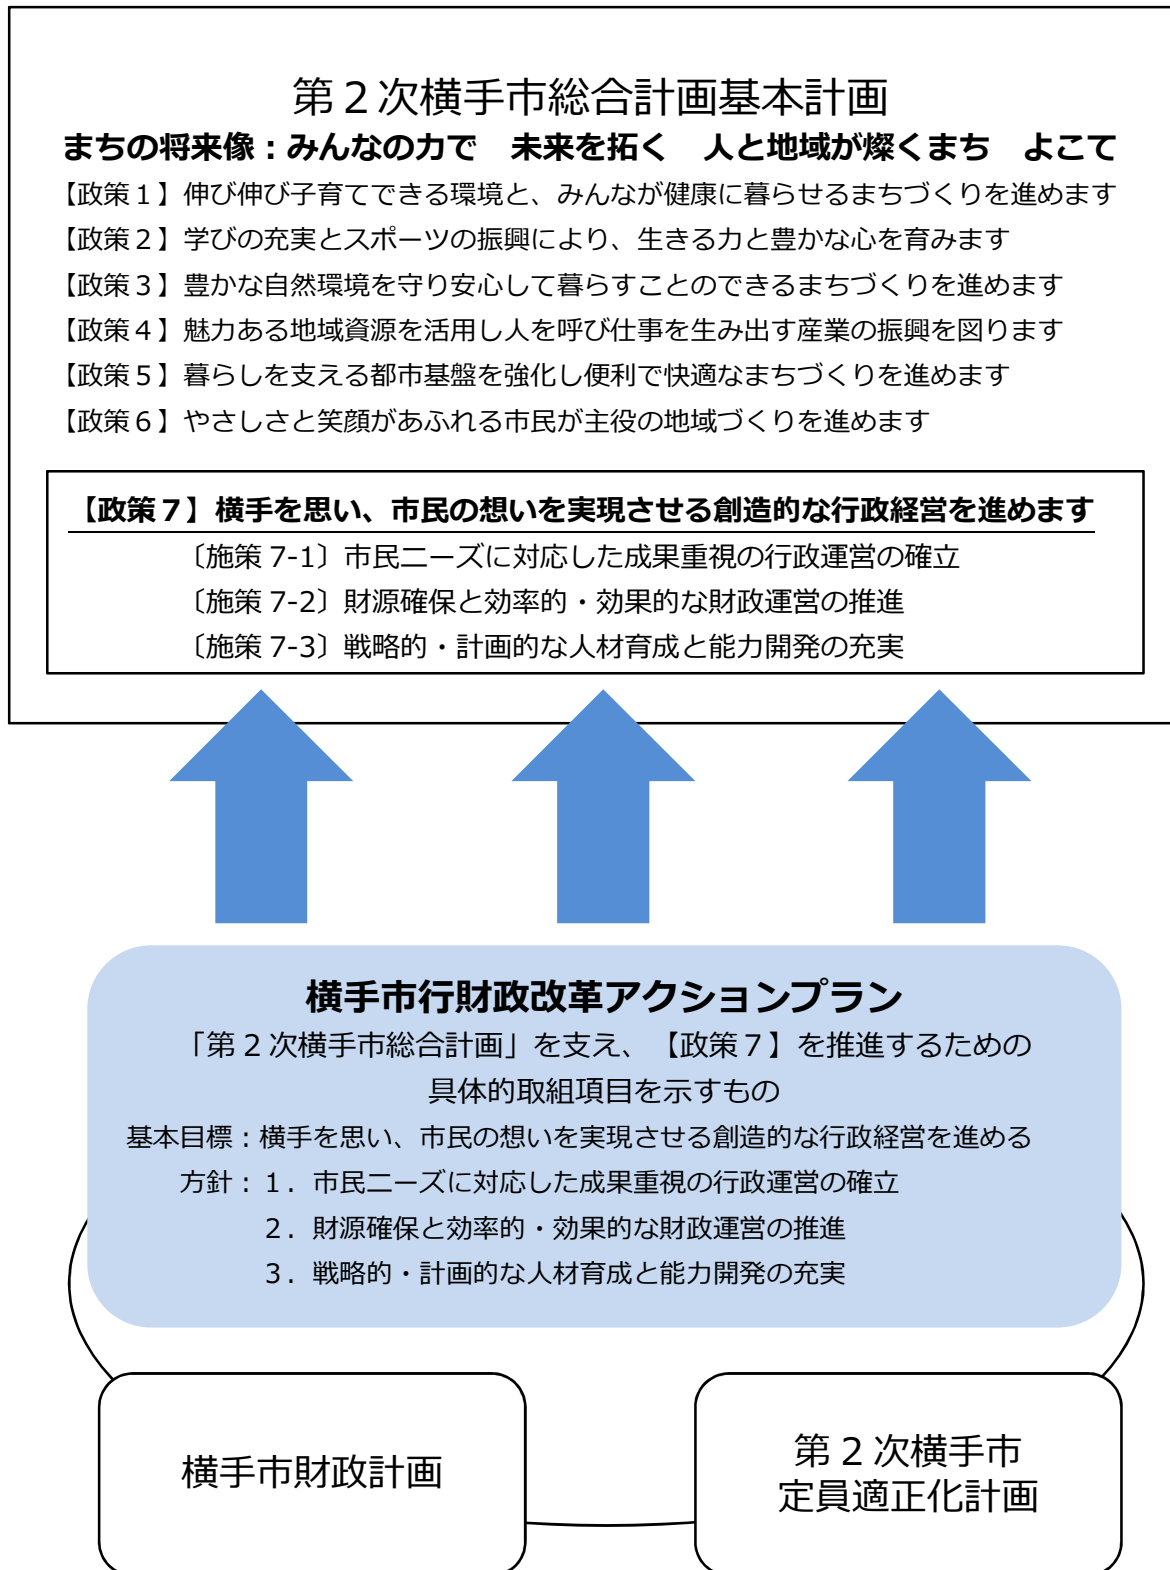 第２次横手市総合計画基本計画
まちの将来像：みんなの力で　未来を拓く　人と地域が燦くまち　よこて
【政策１】伸び伸び子育てできる環境と、みんなが健康に暮らせるまちづくりを進めます
【政策２】学びの充実とスポーツの振興により、生きる力と豊かな心を育みます
【政策３】豊かな自然環境を守り安心して暮らすことのできるまちづくりを進めます
【政策４】魅力ある地域資源を活用し人を呼び仕事を生み出す産業の振興を図ります
【政策５】暮らしを支える都市基盤を強化し便利で快適なまちづくりを進めます
【政策６】やさしさと笑顔があふれる市民が主役の地域づくりを進めます
【政策７】横手を思い、市民の想いを実現させる創造的な行政経営を進めます
〔施策 7-1〕市民ニーズに対応した成果重視の行政運営の確立
〔施策 7-2〕財源確保と効率的・効果的な財政運営の推進
〔施策 7-3〕戦略的・計画的な人材育成と能力開発の充実
横手市行財政改革アクションプラン
「第２次横手市総合計画」を支え、【政策７】を推進するための
具体的取組項目を示すもの
基本目標：横手を思い、市民の想いを実現させる創造的な行政経営を進める
方針：１．市民ニーズに対応した成果重視の行政運営の確立
２．財源確保と効率的・効果的な財政運営の推進
３．戦略的・計画的な人材育成と能力開発の充実
横手市財政計画
第２次横手市
定員適正化計画